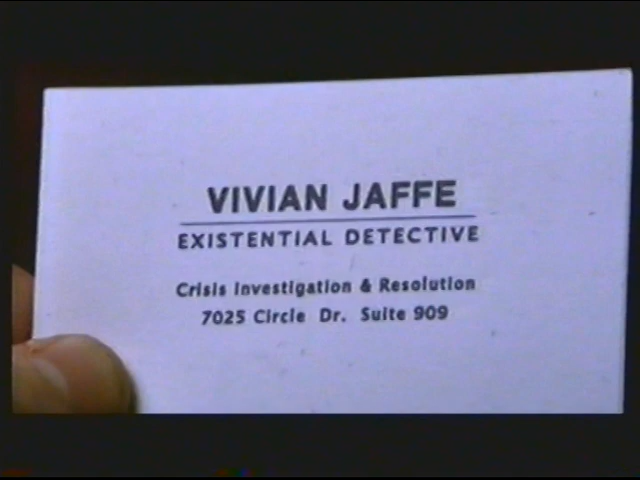 VIVIAN JAFFE
EXISTENTIAL DETECTIVE
Crisis Investigation & Resolution
7025 Circle Dr. Suite 909